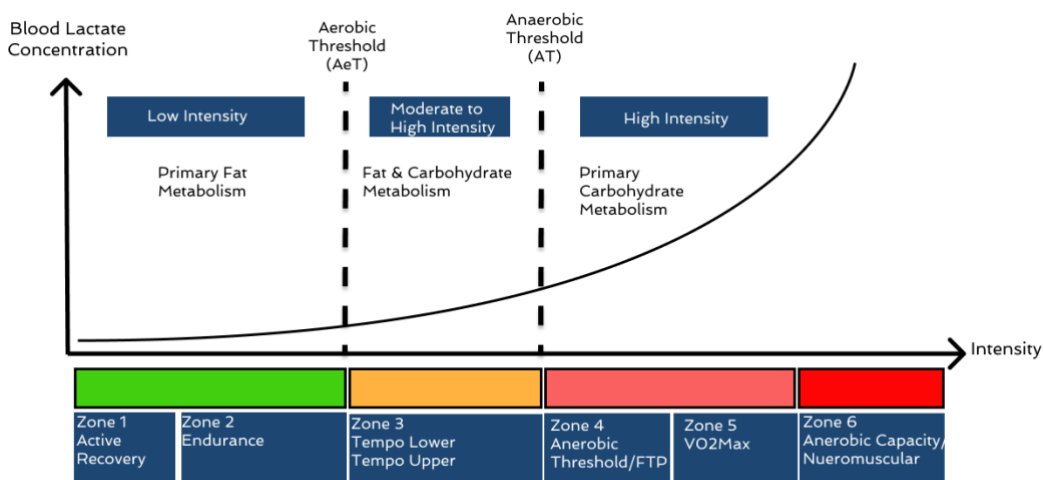 Blood Lactate
Concentration
Aerobic
Threshold
(AeT)
Anaerobic
Threshold
(AT)
Low Intensity
Moderate to
High Intensity
High Intensity
Primary Fat
Metabolism
Fat & Carbohydrate
Metabolism
Primary
Carbohydrate
Metabolism
Intensity
Zone 1
Active
Recovery
Zone 2
Endurance
Zone 3
Tempo Lower
Tempo Upper
Zone 4
Anerobic
Threshold/FTP
Zone 5
VO2Max
Zone 6
Anerobic Capacity/
Nueromuscular